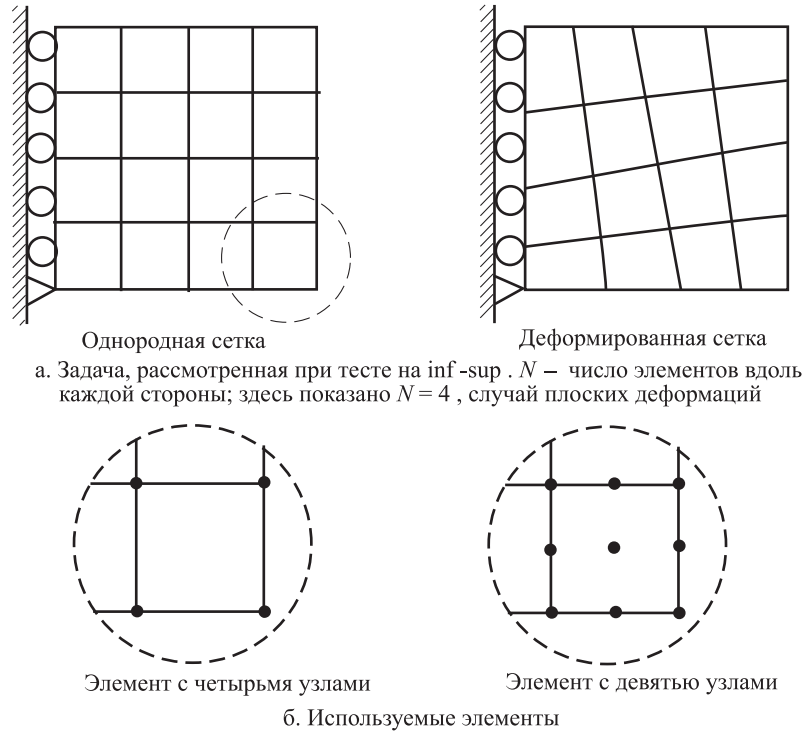 Однородная сетка
Деформированная сетка
а. Задача, рассмотренная при тесте на inf -sup . N – число элементов вдоль
каждой стороны; здесь показано N = 4 , случай плоских деформаций
Элемент с четырьмя узлами
Элемент с девятью узлами
б. Используемые элементы